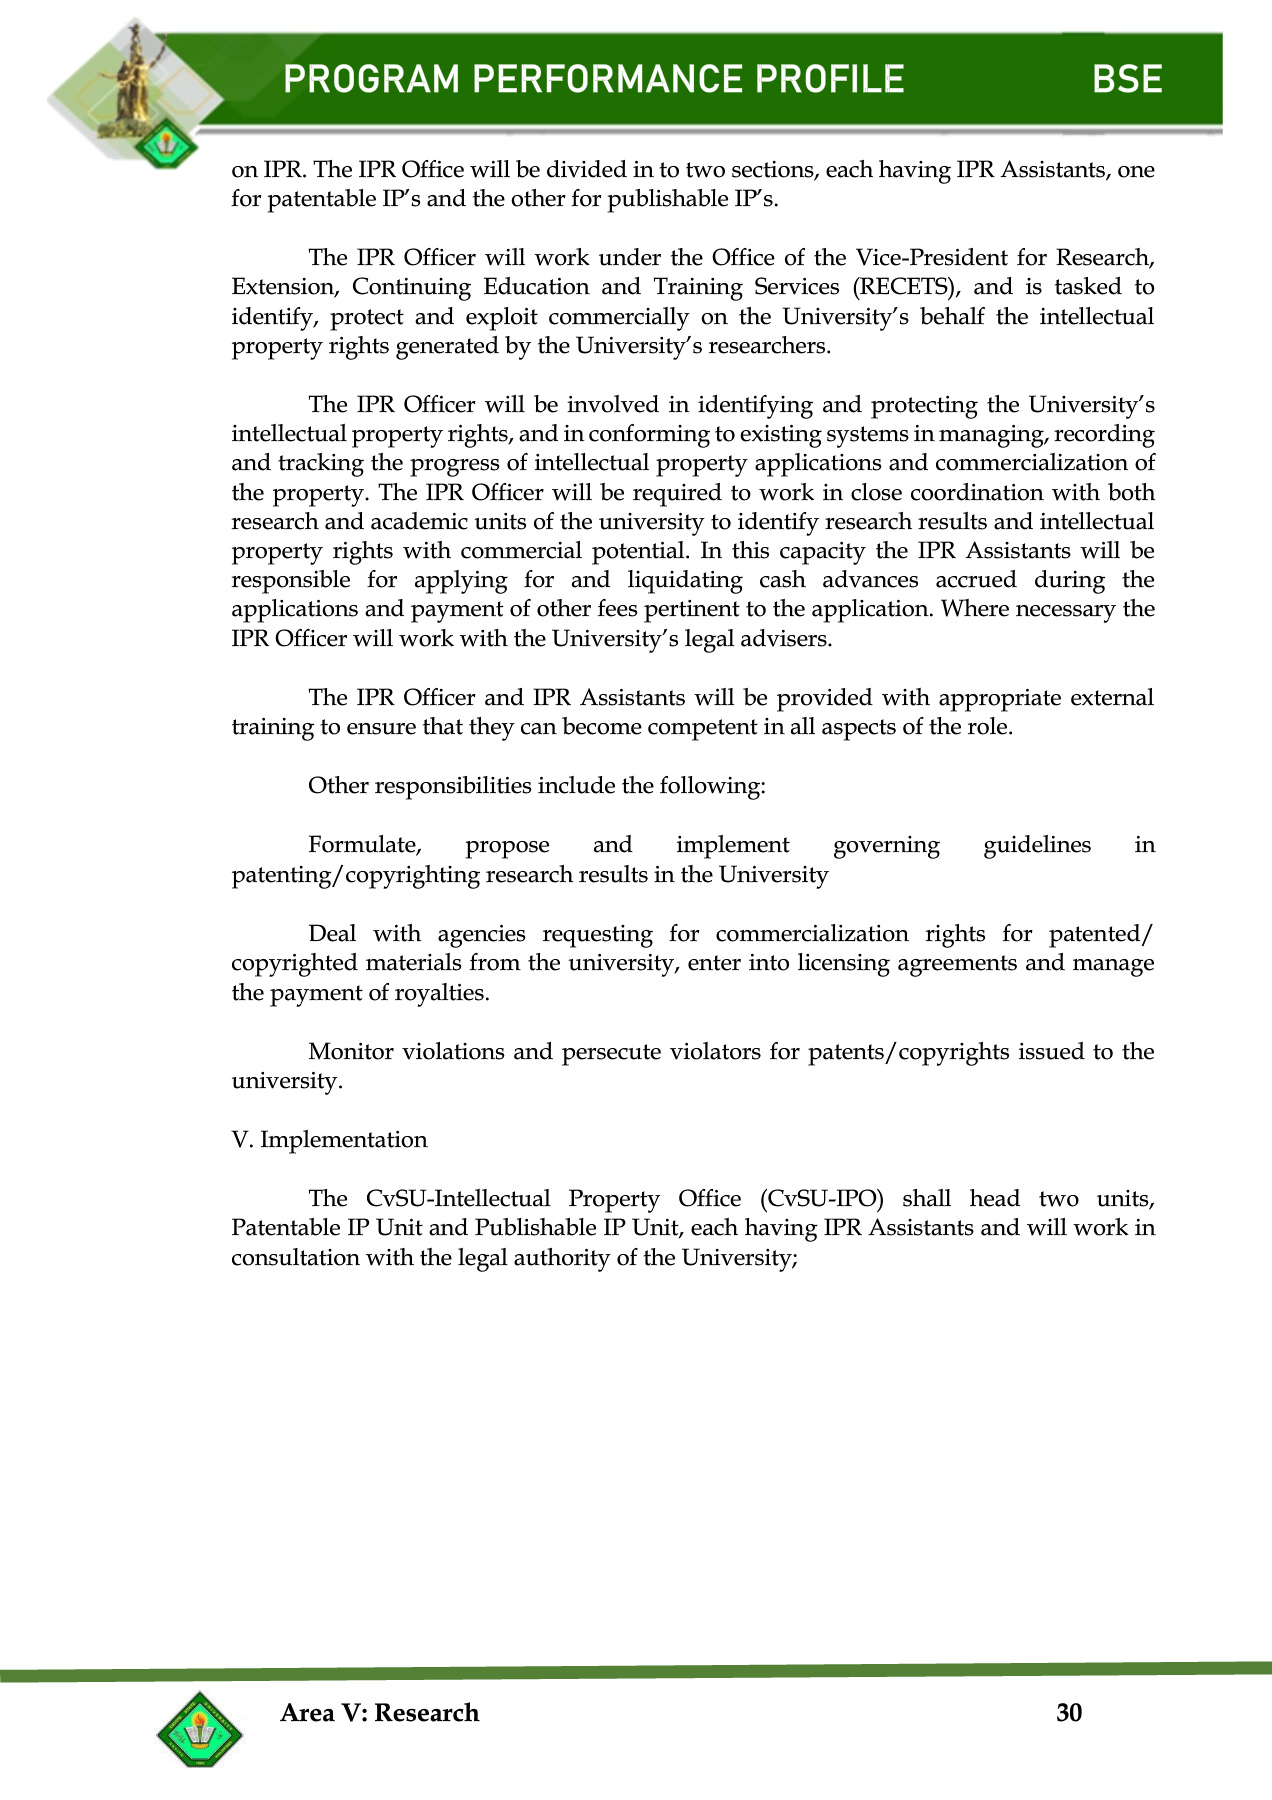 PROGRAM PERFORMANCE PROFILE BSE
on IPR. The IPR Office will be divided in to two sections, each having IPR Assistants, one
for patentable IP’s and the other for publishable IP’s.
The IPR Officer will work under the Office of the Vice-President for Research,
Extension, Continuing Education and Training Services (RECETS), and is tasked to
identify, protect and exploit commercially on the University’s behalf the intellectual
property rights generated by the University’s researchers.
The IPR Officer will be involved in identifying and protecting the University’s
intellectual property rights, and in conforming to existing systems in managing, recording
and tracking the progress of intellectual property applications and commercialization of
the property. The IPR Officer will be required to work in close coordination with both
research and academic units of the university to identify research results and intellectual
property rights with commercial potential. In this capacity the IPR Assistants will be
responsible for applying for and liquidating cash advances accrued during the
applications and payment of other fees pertinent to the application. Where necessary the
IPR Officer will work with the University’s legal advisers.
The IPR Officer and IPR Assistants will be provided with appropriate external
training to ensure that they can become competent in all aspects of the role.
Other responsibilities include the following:
Formulate, propose and implement governing guidelines in
patenting/copyrighting research results in the University
Deal with agencies requesting for commercialization rights for patented/
copyrighted materials from the university, enter into licensing agreements and manage
the payment of royalties.
Monitor violations and persecute violators for patents/copyrights issued to the
university.
V. Implementation
The CvSU-Intellectual Property Office (CvSU-IPO) shall head two units,
Patentable IP Unit and Publishable IP Unit, each having IPR Assistants and will work in
consultation with the legal authority of the University;
Area V: Research 30